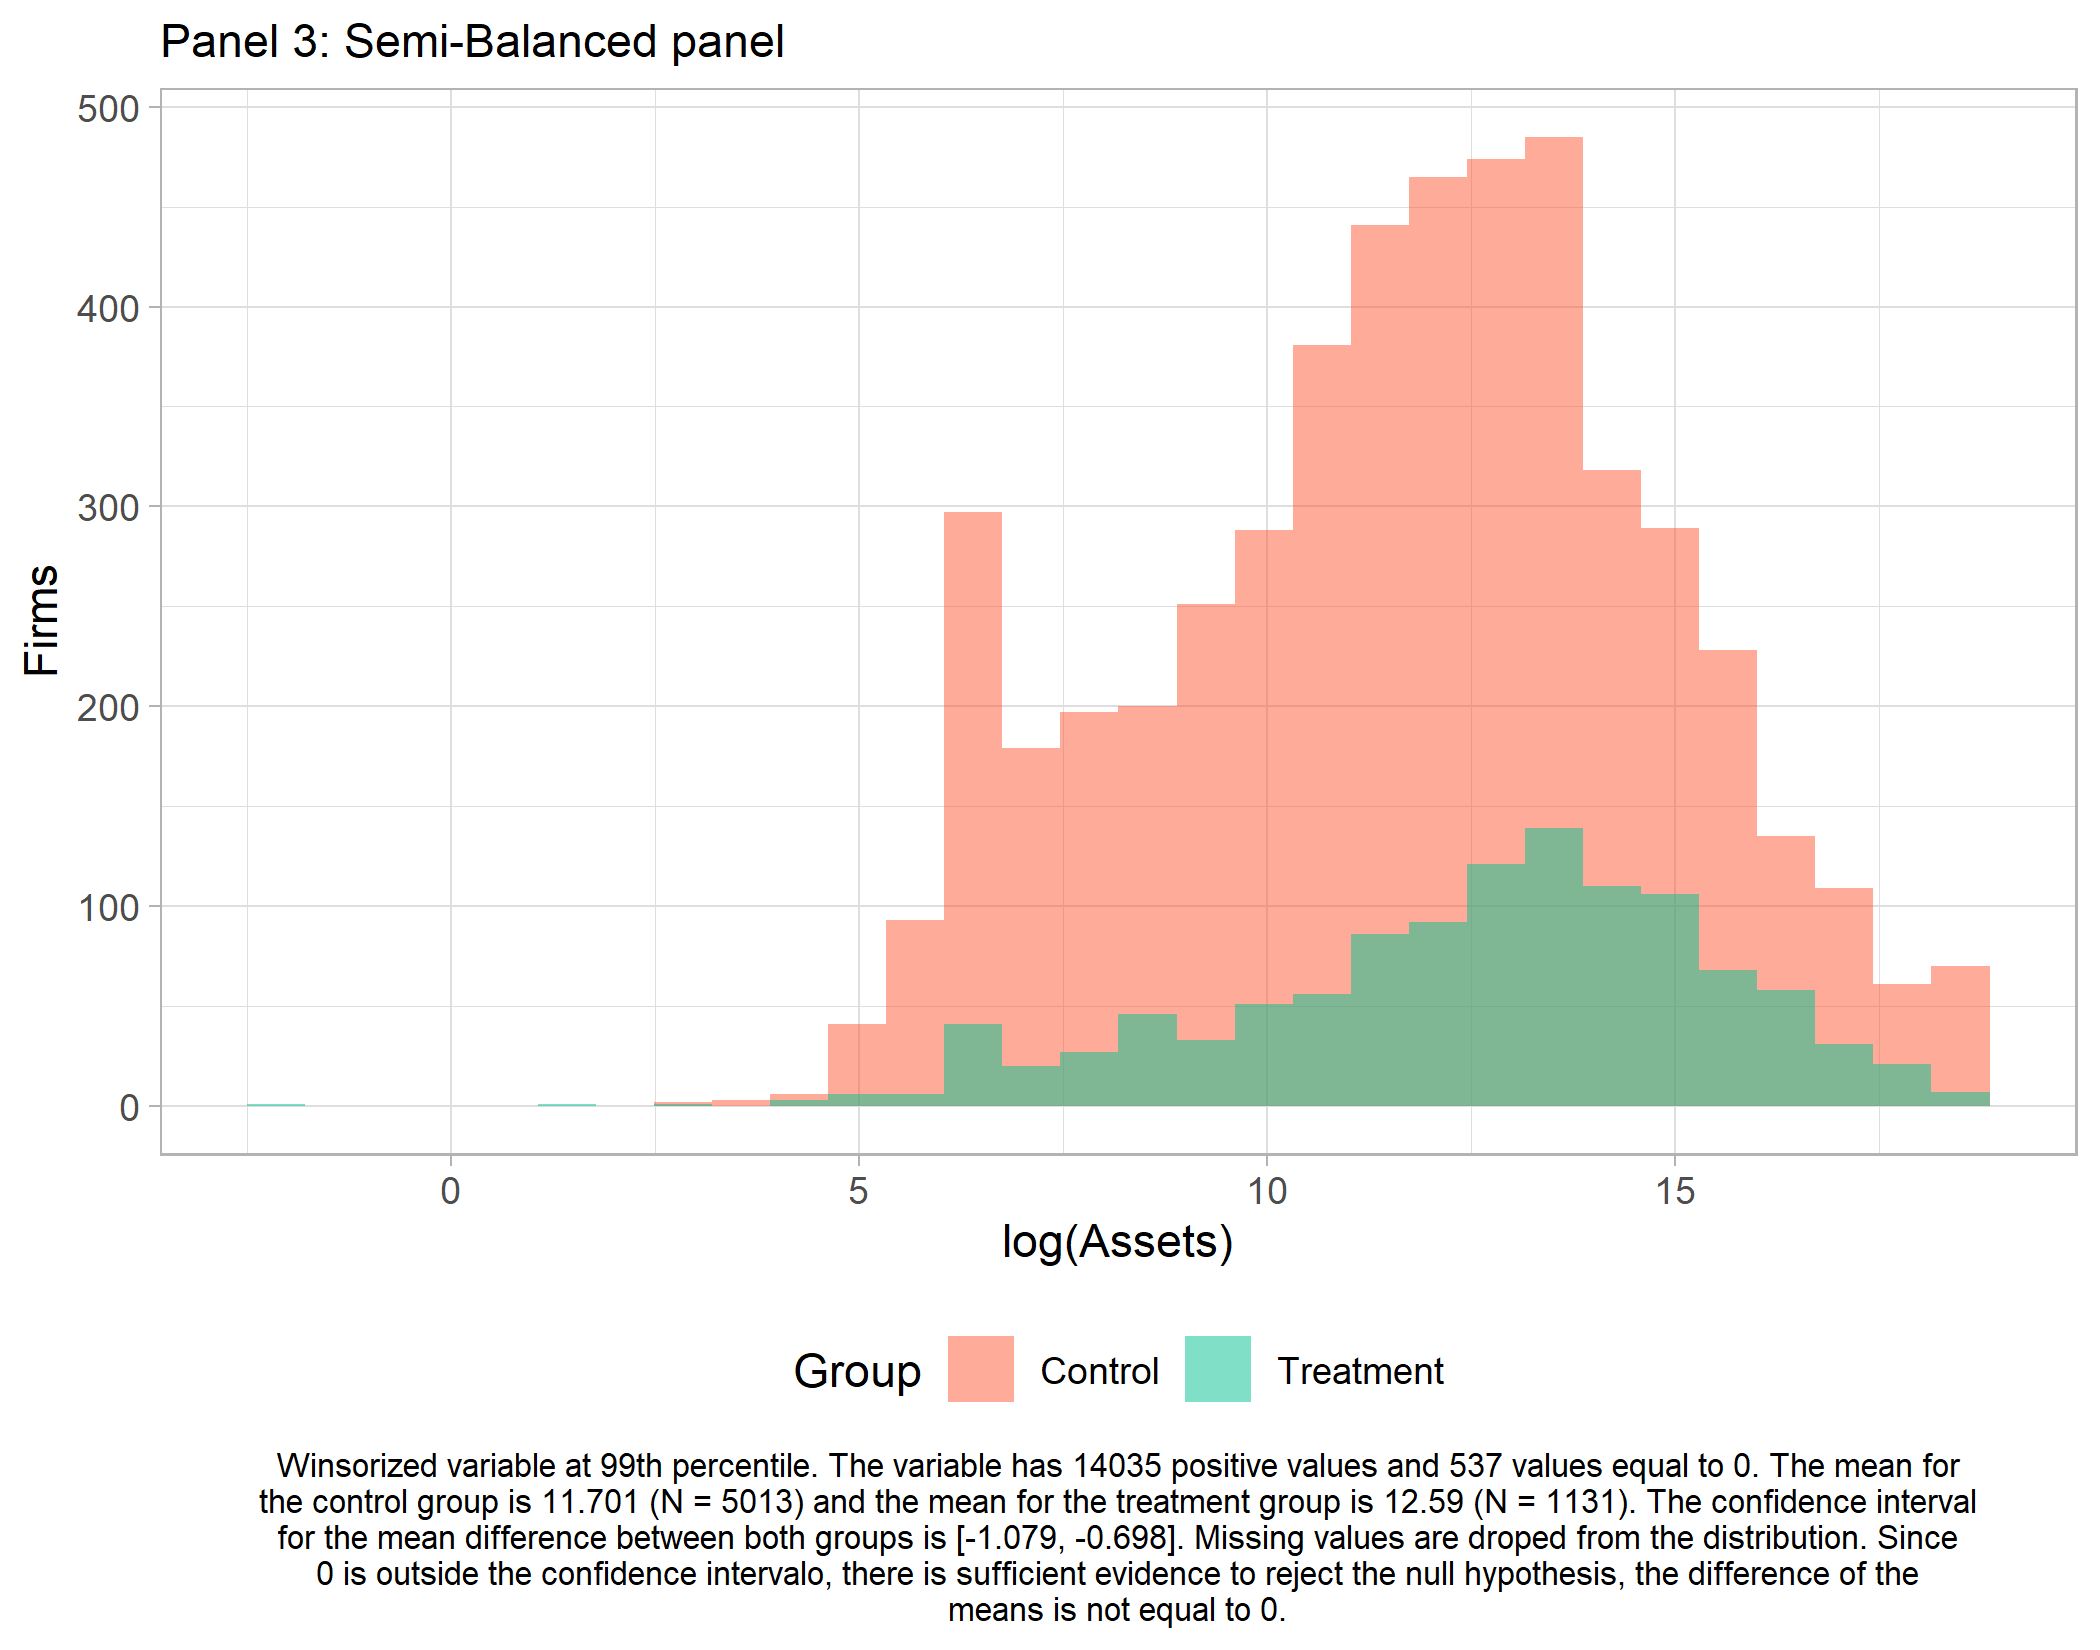 Panel 3: Semi-Balanced panel
500
400
300
200
100
0
Firms
0 5 10 15
log(Assets)
Group Control Treatment
Winsorized variable at 99th percentile. The variable has 14035 positive values and 537 values equal to 0. The mean for
the control group is 11.701 (N = 5013) and the mean for the treatment group is 12.59 (N = 1131). The confidence interval
for the mean difference between both groups is [-1.079, -0.698]. Missing values are droped from the distribution. Since
0 is outside the confidence intervalo, there is sufficient evidence to reject the null hypothesis, the difference of the
means is not equal to 0.